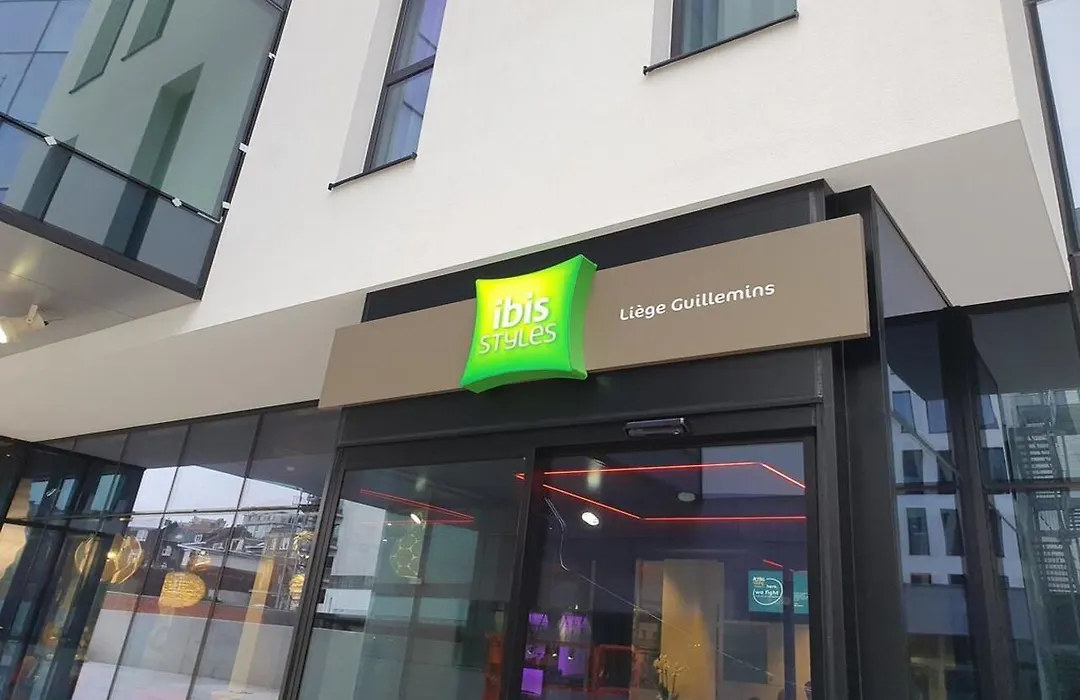 ibis
STYLES
Liège Guillemins
here,
we fight